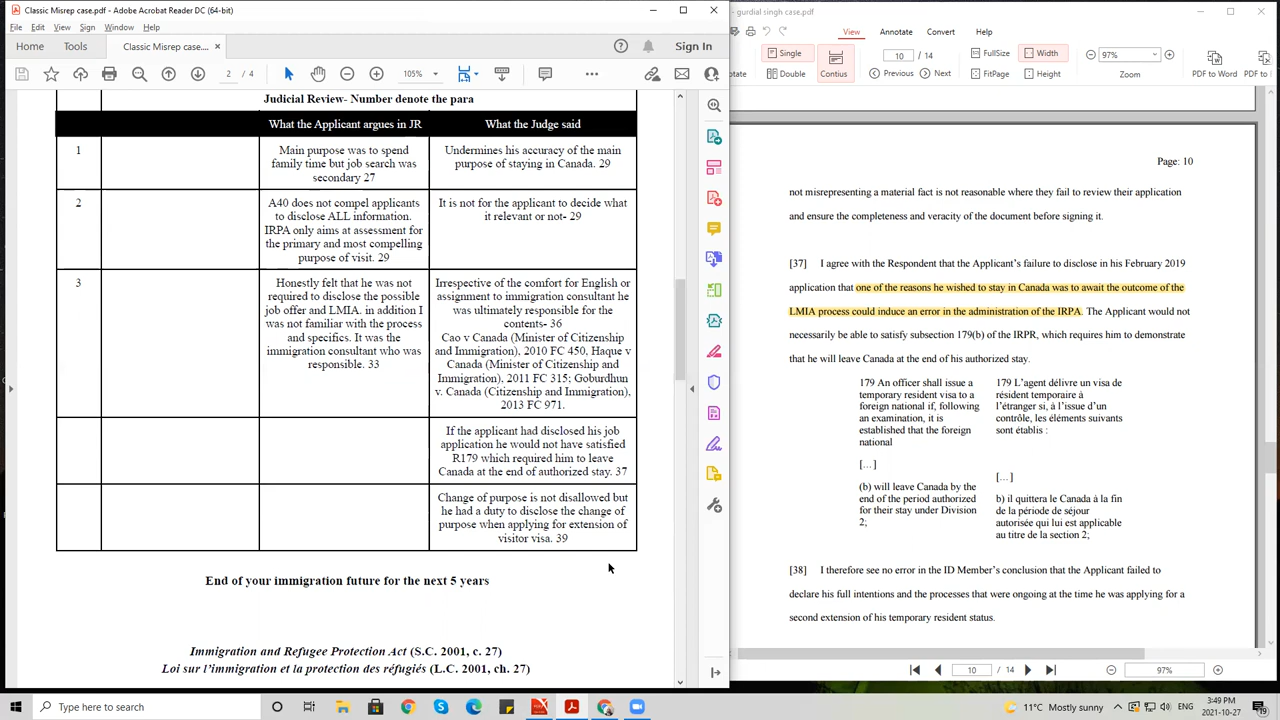 Classic Misrep case.pdf - Adobe Acrobat Reader DC (64-bit)
File Edit View Sign Window Help
Home Tools Classic Misrep case.... × Sign In
2 / 4 105%
Judicial Review- Number denote the para
What the Applicant argues in JR What the Judge said
1
Main purpose was to spend
family time but job search was
secondary 27
Undermines his accuracy of the main
purpose of staying in Canada. 29
2
A40 does not compel applicants
to disclose ALL information.
IRPA only aims at assessment for
the primary and most compelling
purpose of visit. 29
It is not for the applicant to decide what
it relevant or not- 29
3
Honestly felt that he was not
required to disclose the possible
job offer and LMIA. in addition I
was not familiar with the process
and specifics. It was the
immigration consultant who was
responsible. 33
Irrespective of the comfort for English or
assignment to immigration consultant he
was ultimately responsible for the
contents- 36
Cao v Canada (Minister of Citizenship
and Immigration), 2010 FC 450, Haque v
Canada (Minister of Citizenship and
Immigration), 2011 FC 315; Goburdhun
v. Canada (Citizenship and Immigration),
2013 FC 971.
If the applicant had disclosed his job
application he would not have satisfied
R179 which required him to leave
Canada at the end of authorized stay. 37
Change of purpose is not disallowed but
he had a duty to disclose the change of
purpose when applying for extension of
visitor visa. 39
End of your immigration future for the next 5 years
Immigration and Refugee Protection Act (S.C. 2001, c. 27)
Loi sur l'immigration et la protection des réfugiés (L.C. 2001, ch. 27)
gurdial singh case.pdf
View Annotate Convert Help
Single
Double
Contius
10 / 14
Previous Next
FullSize
FitPage
Width
Height
97%
Zoom
PDF to Word
PDF to
Page: 10
not misrepresenting a material fact is not reasonable where they fail to review their application
and ensure the completeness and veracity of the document before signing it.
[37] I agree with the Respondent that the Applicant's failure to disclose in his February 2019
application that one of the reasons he wished to stay in Canada was to await the outcome of the
LMIA process could induce an error in the administration of the IRPA. The Applicant would not
necessarily be able to satisfy subsection 179(b) of the IRPR, which requires him to demonstrate
that he will leave Canada at the end of his authorized stay.
179 An officer shall issue a
temporary resident visa to a
foreign national if, following
an examination, it is
established that the foreign
national
[…]
(b) will leave Canada by the
end of the period authorized
for their stay under Division
2;
179 L'agent délivre un visa de
résident temporaire à
l'étranger si, à l'issue d'un
contrôle, les éléments suivants
sont établis :
[…]
b) il quittera le Canada à la fin
de la période de séjour
autorisée qui lui est applicable
au titre de la section 2;
[38] I therefore see no error in the ID Member's conclusion that the Applicant failed to
declare his full intentions and the processes that were ongoing at the time he was applying for a
second extension of his temporary resident status.
10 / 14 97%
Type here to search
11°C Mostly sunny ENG 3:49 PM
2021-10-27
19